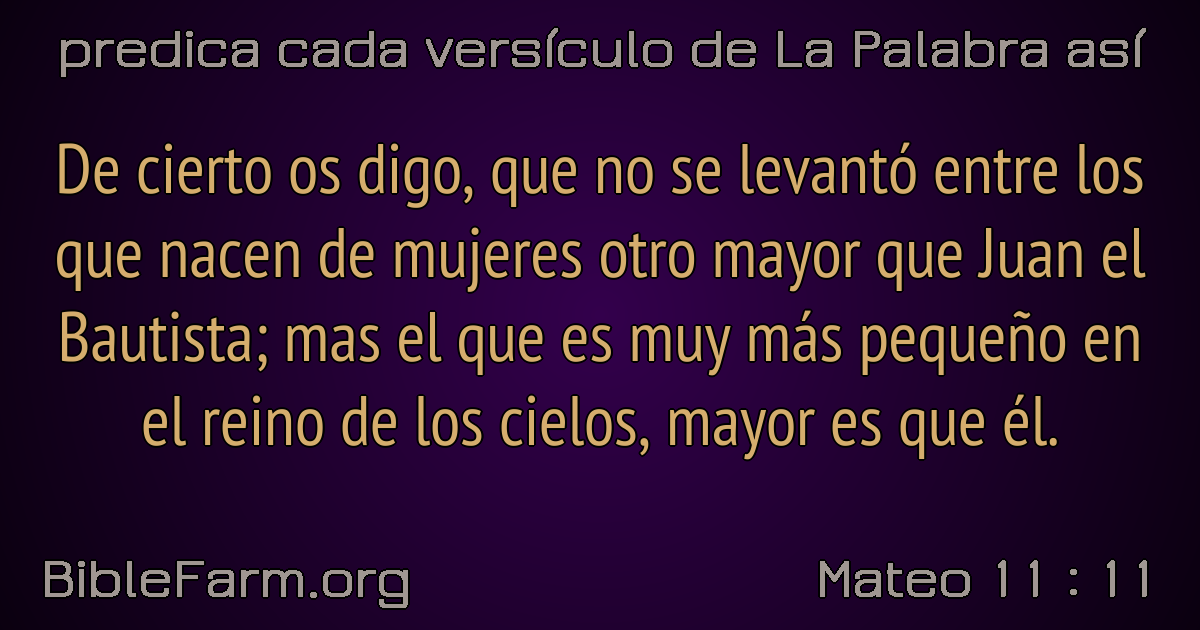 predica cada versículo de La Palabra así
De cierto os digo, que no se levantó entre los
que nacen de mujeres otro mayor que Juan el
Bautista; mas el que es muy más pequeño en
el reino de los cielos, mayor es que él.
BibleFarm.org
Mateo 11 : 11